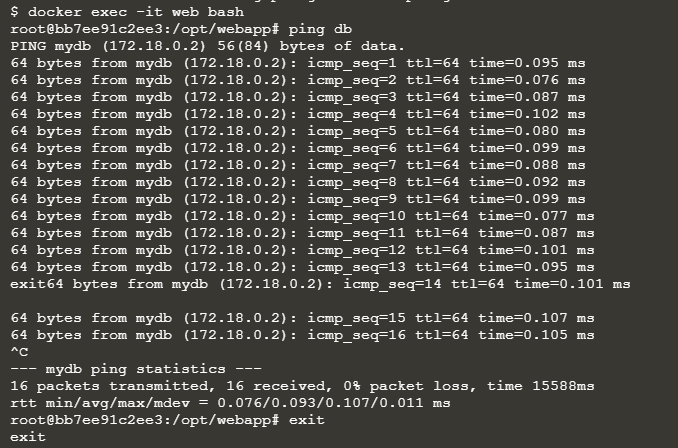 $ docker exec -it web bash
root@bb7ee91c2ee3:/opt/webapp# ping db
PING mydb (172.18.0.2) 56(84) bytes of data.
64 bytes from mydb (172.18.0.2): icmp_seq=1 ttl=64 time=0.095 ms
64 bytes from mydb (172.18.0.2): icmp_seq=2 ttl=64 time=0.076 ms
64 bytes from mydb (172.18.0.2): icmp_seq=3 ttl=64 time=0.087 ms
64 bytes from mydb (172.18.0.2): icmp_seq=4 ttl=64 time=0.102 ms
64 bytes from mydb (172.18.0.2): icmp_seq=5 ttl=64 time=0.080 ms
64 bytes from mydb (172.18.0.2): icmp_seq=6 ttl=64 time=0.099 ms
64 bytes from mydb (172.18.0.2): icmp_seq=7 ttl=64 time=0.088 ms
64 bytes from mydb (172.18.0.2): icmp_seq=8 ttl=64 time=0.092 ms
64 bytes from mydb (172.18.0.2): icmp_seq=9 ttl=64 time=0.099 ms
64 bytes from mydb (172.18.0.2): icmp_seq=10 ttl=64 time=0.077 ms
64 bytes from mydb (172.18.0.2): icmp_seq=11 ttl=64 time=0.087 ms
64 bytes from mydb (172.18.0.2): icmp_seq=12 ttl=64 time=0.101 ms
64 bytes from mydb (172.18.0.2): icmp_seq=13 ttl=64 time=0.095 ms
exit64 bytes from mydb (172.18.0.2): icmp_seq=14 ttl=64 time=0.101 ms
64 bytes from mydb (172.18.0.2): icmp_seq=15 ttl=64 time=0.107 ms
64 bytes from mydb (172.18.0.2): icmp_seq=16 ttl=64 time=0.105 ms
^C
--- mydb ping statistics ---
16 packets transmitted, 16 received, 0% packet loss, time 15588ms
rtt min/avg/max/mdev = 0.076/0.093/0.107/0.011 ms
root@bb7ee91c2ee3:/opt/webapp# exit
exit